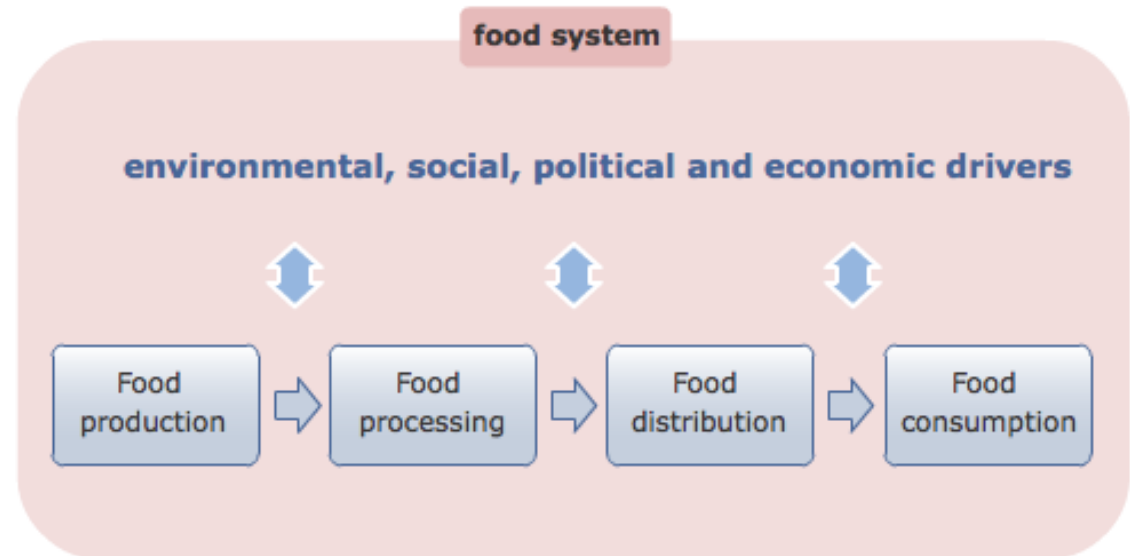 food system
environmental, social, political and economic drivers
Food
production
Food
processing
Food
distribution
Food
consumption